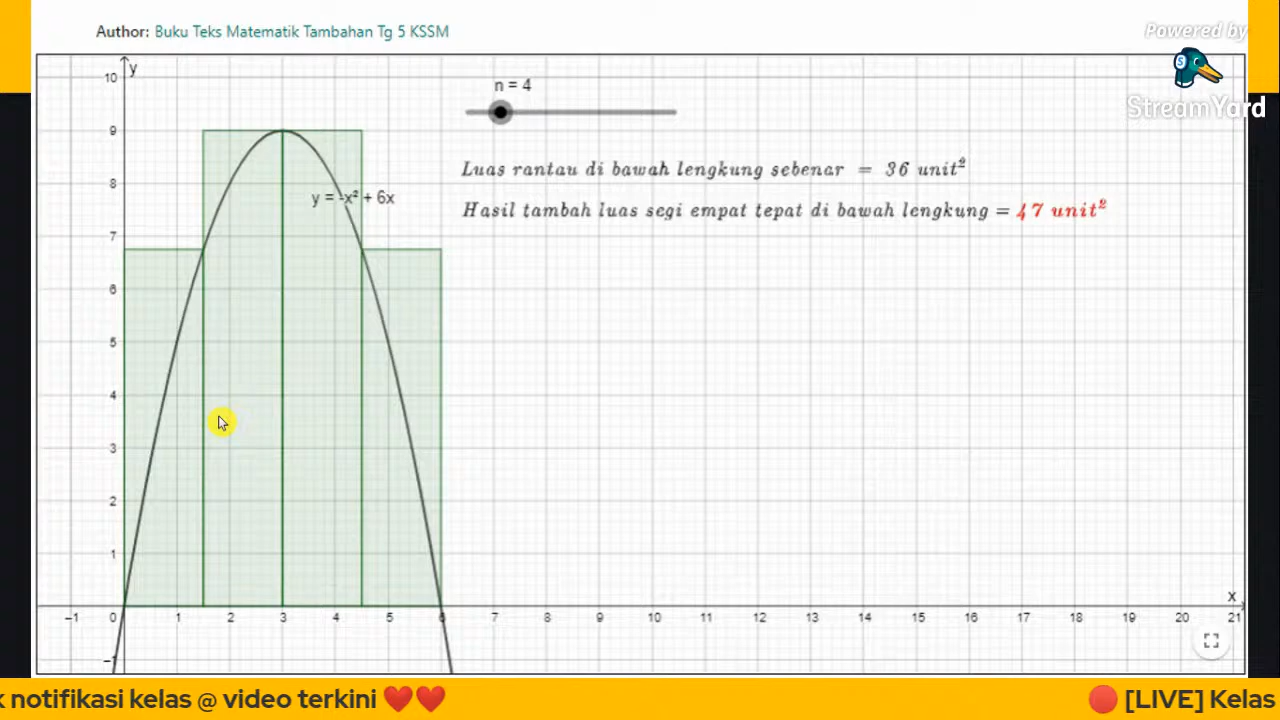 Author: Buku Teks Matematik Tambahan Tg 5 KSSM
Powered by
StreamYard
n = 4
Luas rantau di bawah lengkung sebenar = 36 unit²
Hasil tambah luas segi empat tepat di bawah lengkung = 47 unit²
y = -x² + 6x
y
10
9
8
7
6
5
4
3
2
1
-1
x
-1 0 1 2 3 4 5 6 7 8 9 10 11 12 13 14 15 16 17 18 19 20 21
k notifikasi kelas @ video terkini ❤️❤️
🔴 [LIVE] Kelas